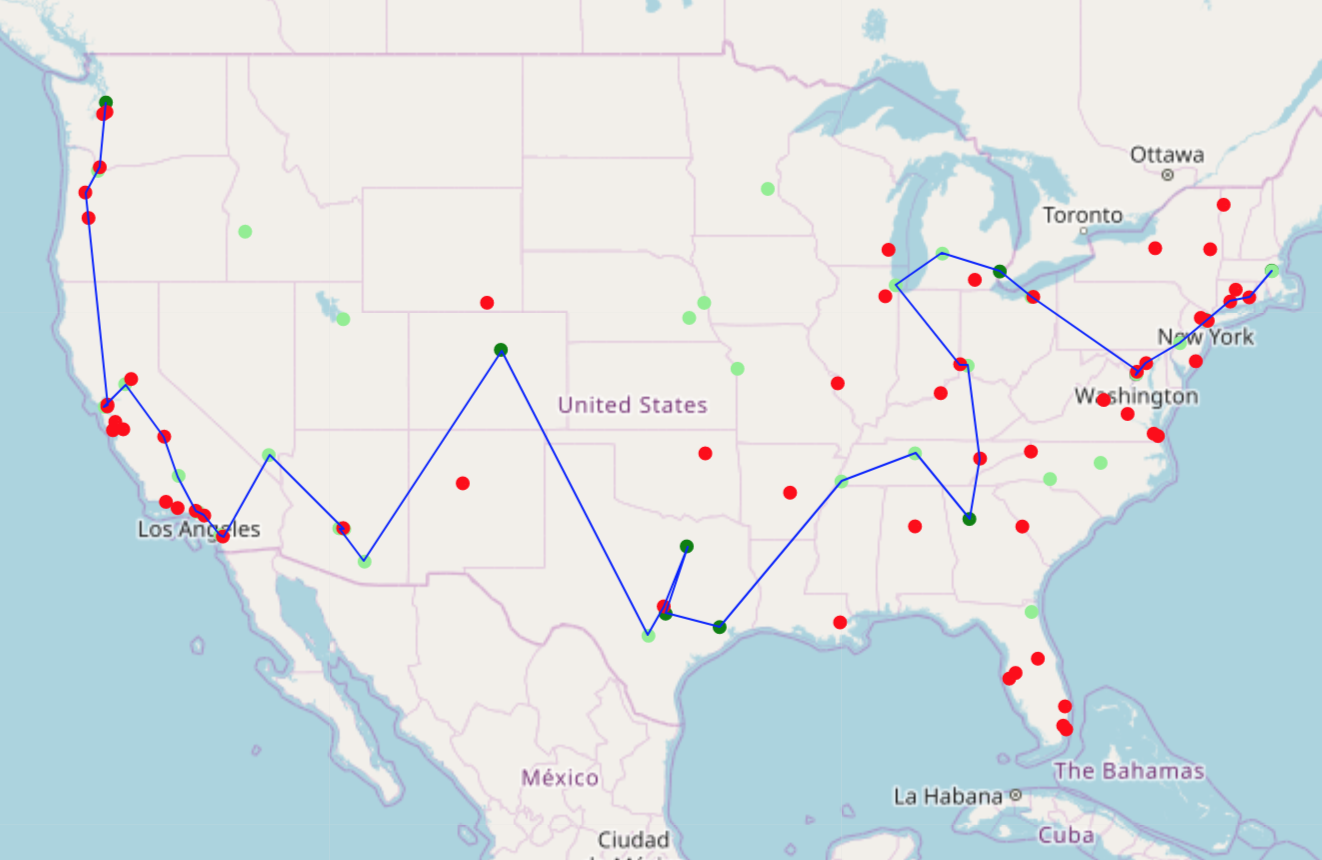 Ottawa
Toronto
New York
Washington
United States
Los Angeles
The Bahamas
México
La Habana
Cuba
Ciudad